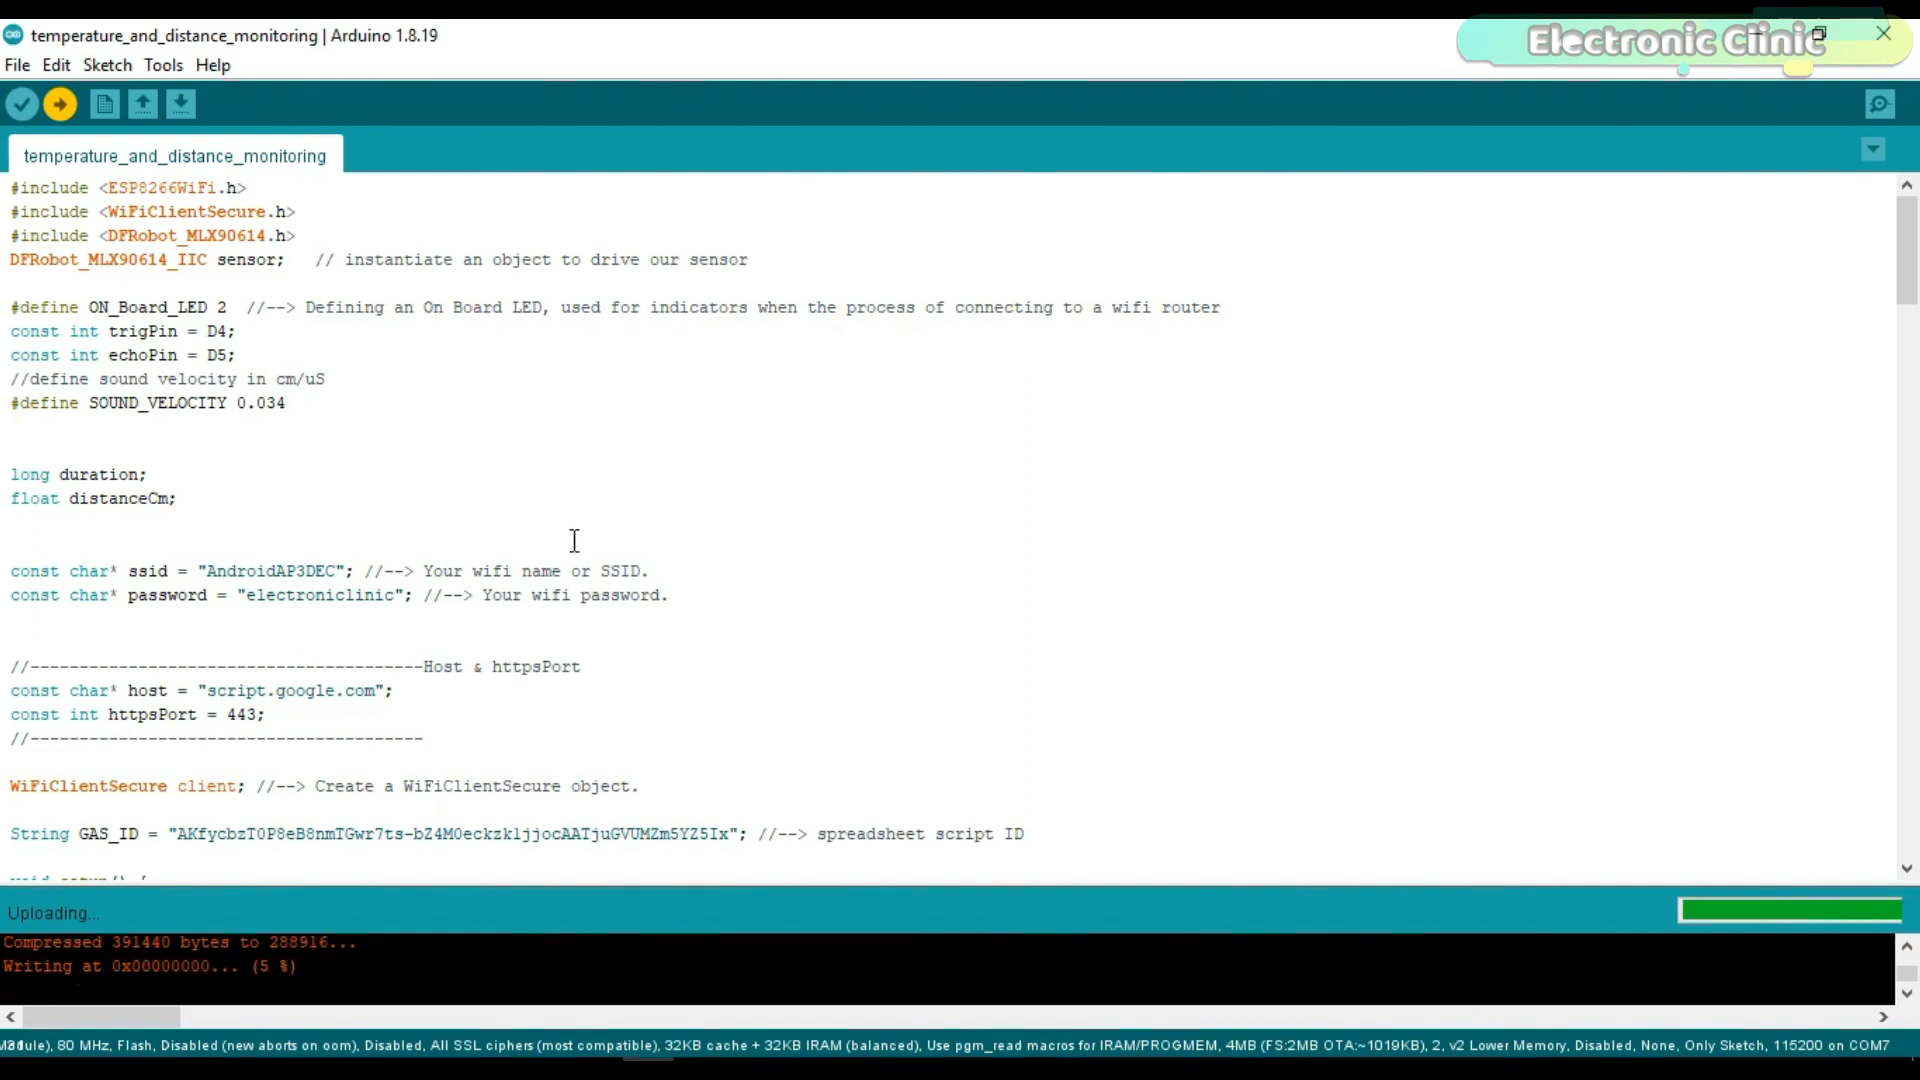 temperature_and_distance_monitoring | Arduino 1.8.19
Electronic Clinic
File Edit Sketch Tools Help
temperature_and_distance_monitoring
#include <ESP8266WiFi.h>
#include <WiFiClientSecure.h>
#include <DFRobot_MLX90614.h>
DFRobot_MLX90614_IIC sensor;   // instantiate an object to drive our sensor
#define ON_Board_LED 2  //--> Defining an On Board LED, used for indicators when the process of connecting to a wifi router
const int trigPin = D4;
const int echoPin = D5;
//define sound velocity in cm/uS
#define SOUND_VELOCITY 0.034
long duration;
float distanceCm;
const char* ssid = "AndroidAP3DEC"; //--> Your wifi name or SSID.
const char* password = "electroniclinic"; //--> Your wifi password.
//----------------------------------------Host & httpsPort
const char* host = "script.google.com";
const int httpsPort = 443;
//----------------------------------------
WiFiClientSecure client; //--> Create a WiFiClientSecure object.
String GAS_ID = "AKfycbzT0P8eB8nmTGwr7ts-bZ4M0eckzk1jjocAATjuGVUMZm5YZ5Ix"; //--> spreadsheet script ID
Uploading...
Compressed 391440 bytes to 288916...
Writing at 0x00000000... (5 %)
80 MHz, Flash, Disabled (new aborts on oom), Disabled, All SSL ciphers (most compatible), 32KB cache + 32KB IRAM (balanced), Use pgm_read macros for IRAM/PROGMEM, 4MB (FS:2MB OTA:~1019KB), 2, v2 Lower Memory, Disabled, None, Only Sketch, 115200 on COM7